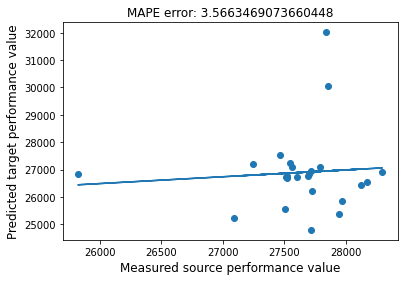 MAPE error: 3.5663469073660448
Predicted target performance value
32000
31000
30000
29000
28000
27000
26000
25000
26000 26500 27000 27500 28000
Measured source performance value